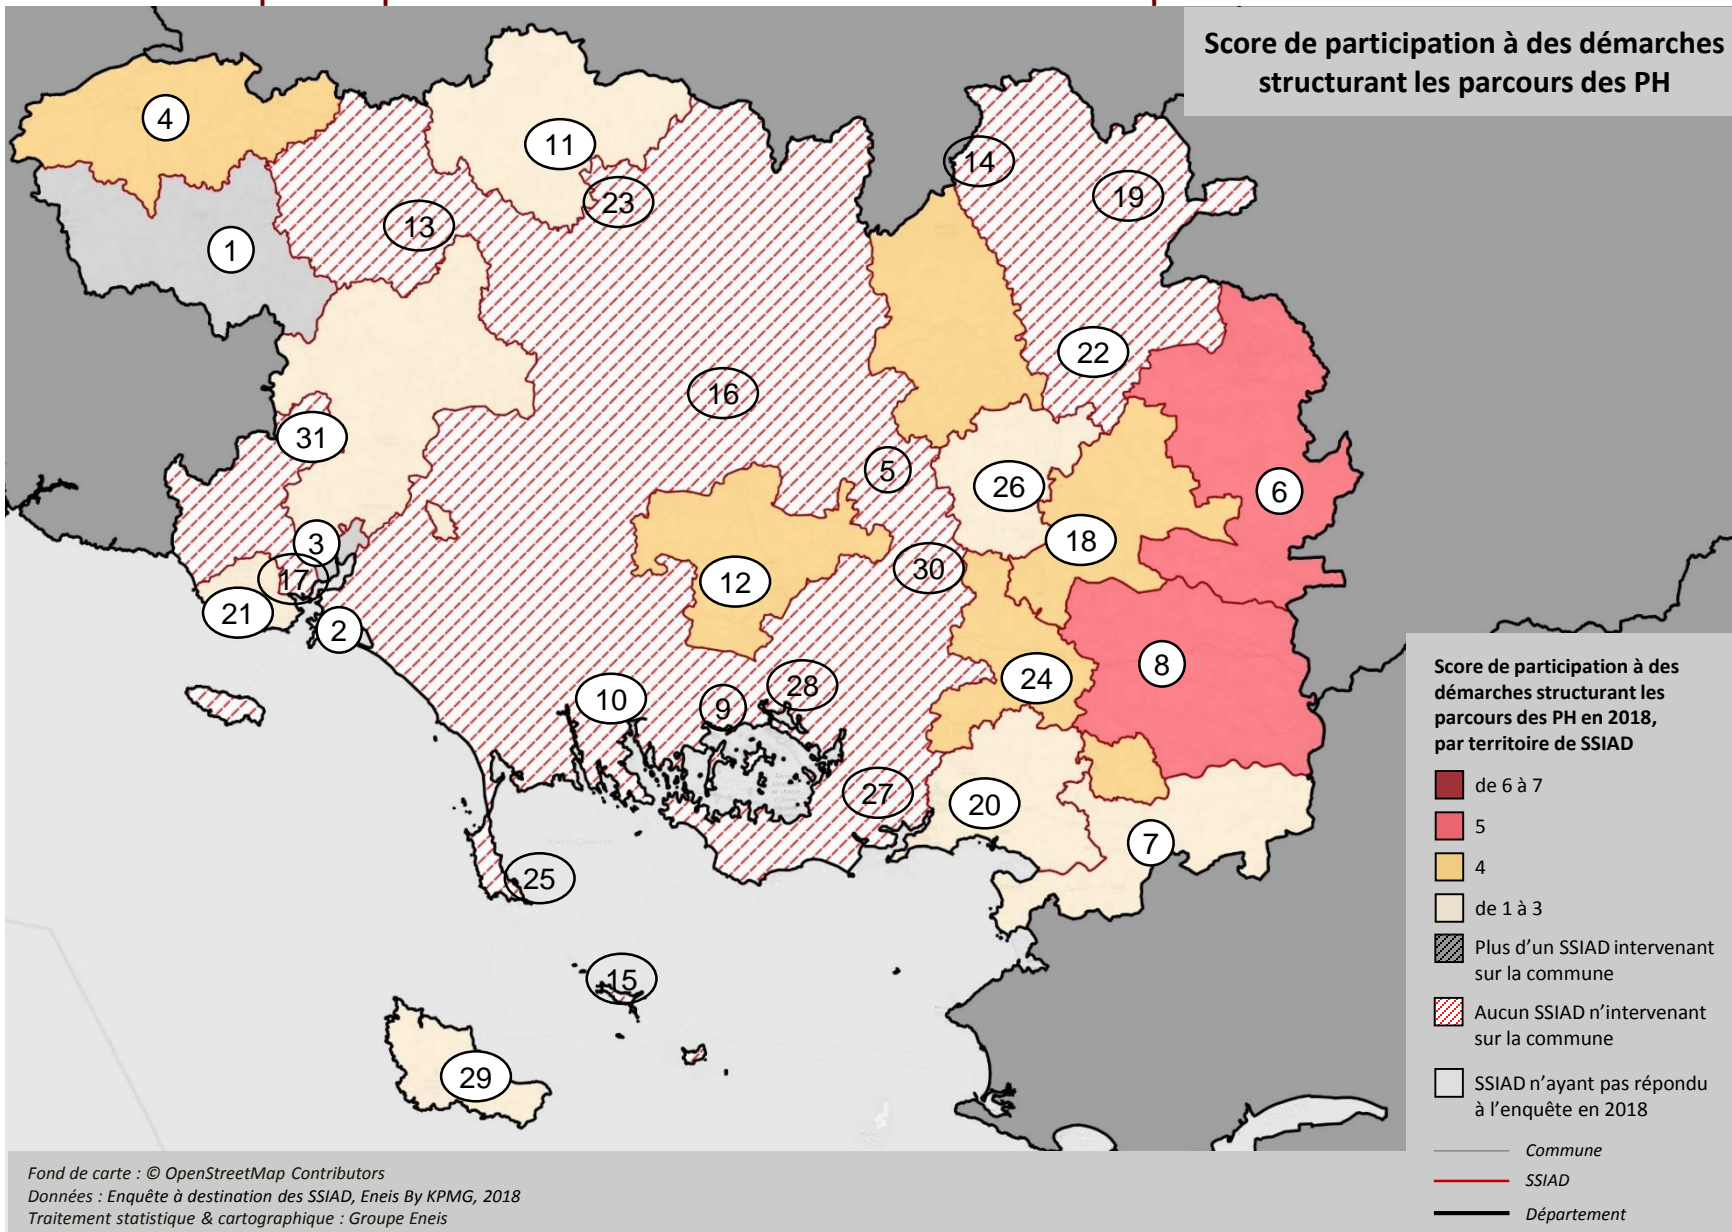 Score de participation à des démarches
structurant les parcours des PH
4
11
14
19
23
13
1
22
16
31
5
26
6
3
18
12
30
17
21
2
8
24
28
10
9
27
20
7
25
15
29
Score de participation à des
démarches structurant les
parcours des PH en 2018,
par territoire de SSIAD
de 6 à 7
5
4
de 1 à 3
Plus d'un SSIAD intervenant
sur la commune
Aucun SSIAD n'intervenant
sur la commune
SSIAD n'ayant pas répondu
à l'enquête en 2018
Commune
SSIAD
Département
Fond de carte : © OpenStreetMap Contributors
Données : Enquête à destination des SSIAD, Eneis By KPMG, 2018
Traitement statistique & cartographique : Groupe Eneis